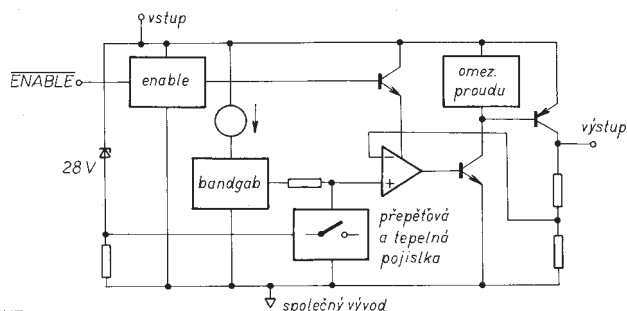 vstup
ENABLE
enable
omez.
proudu
výstup
28 V
bandgab
−
+
přepěťová
a tepelná
pojistka
společný vývod